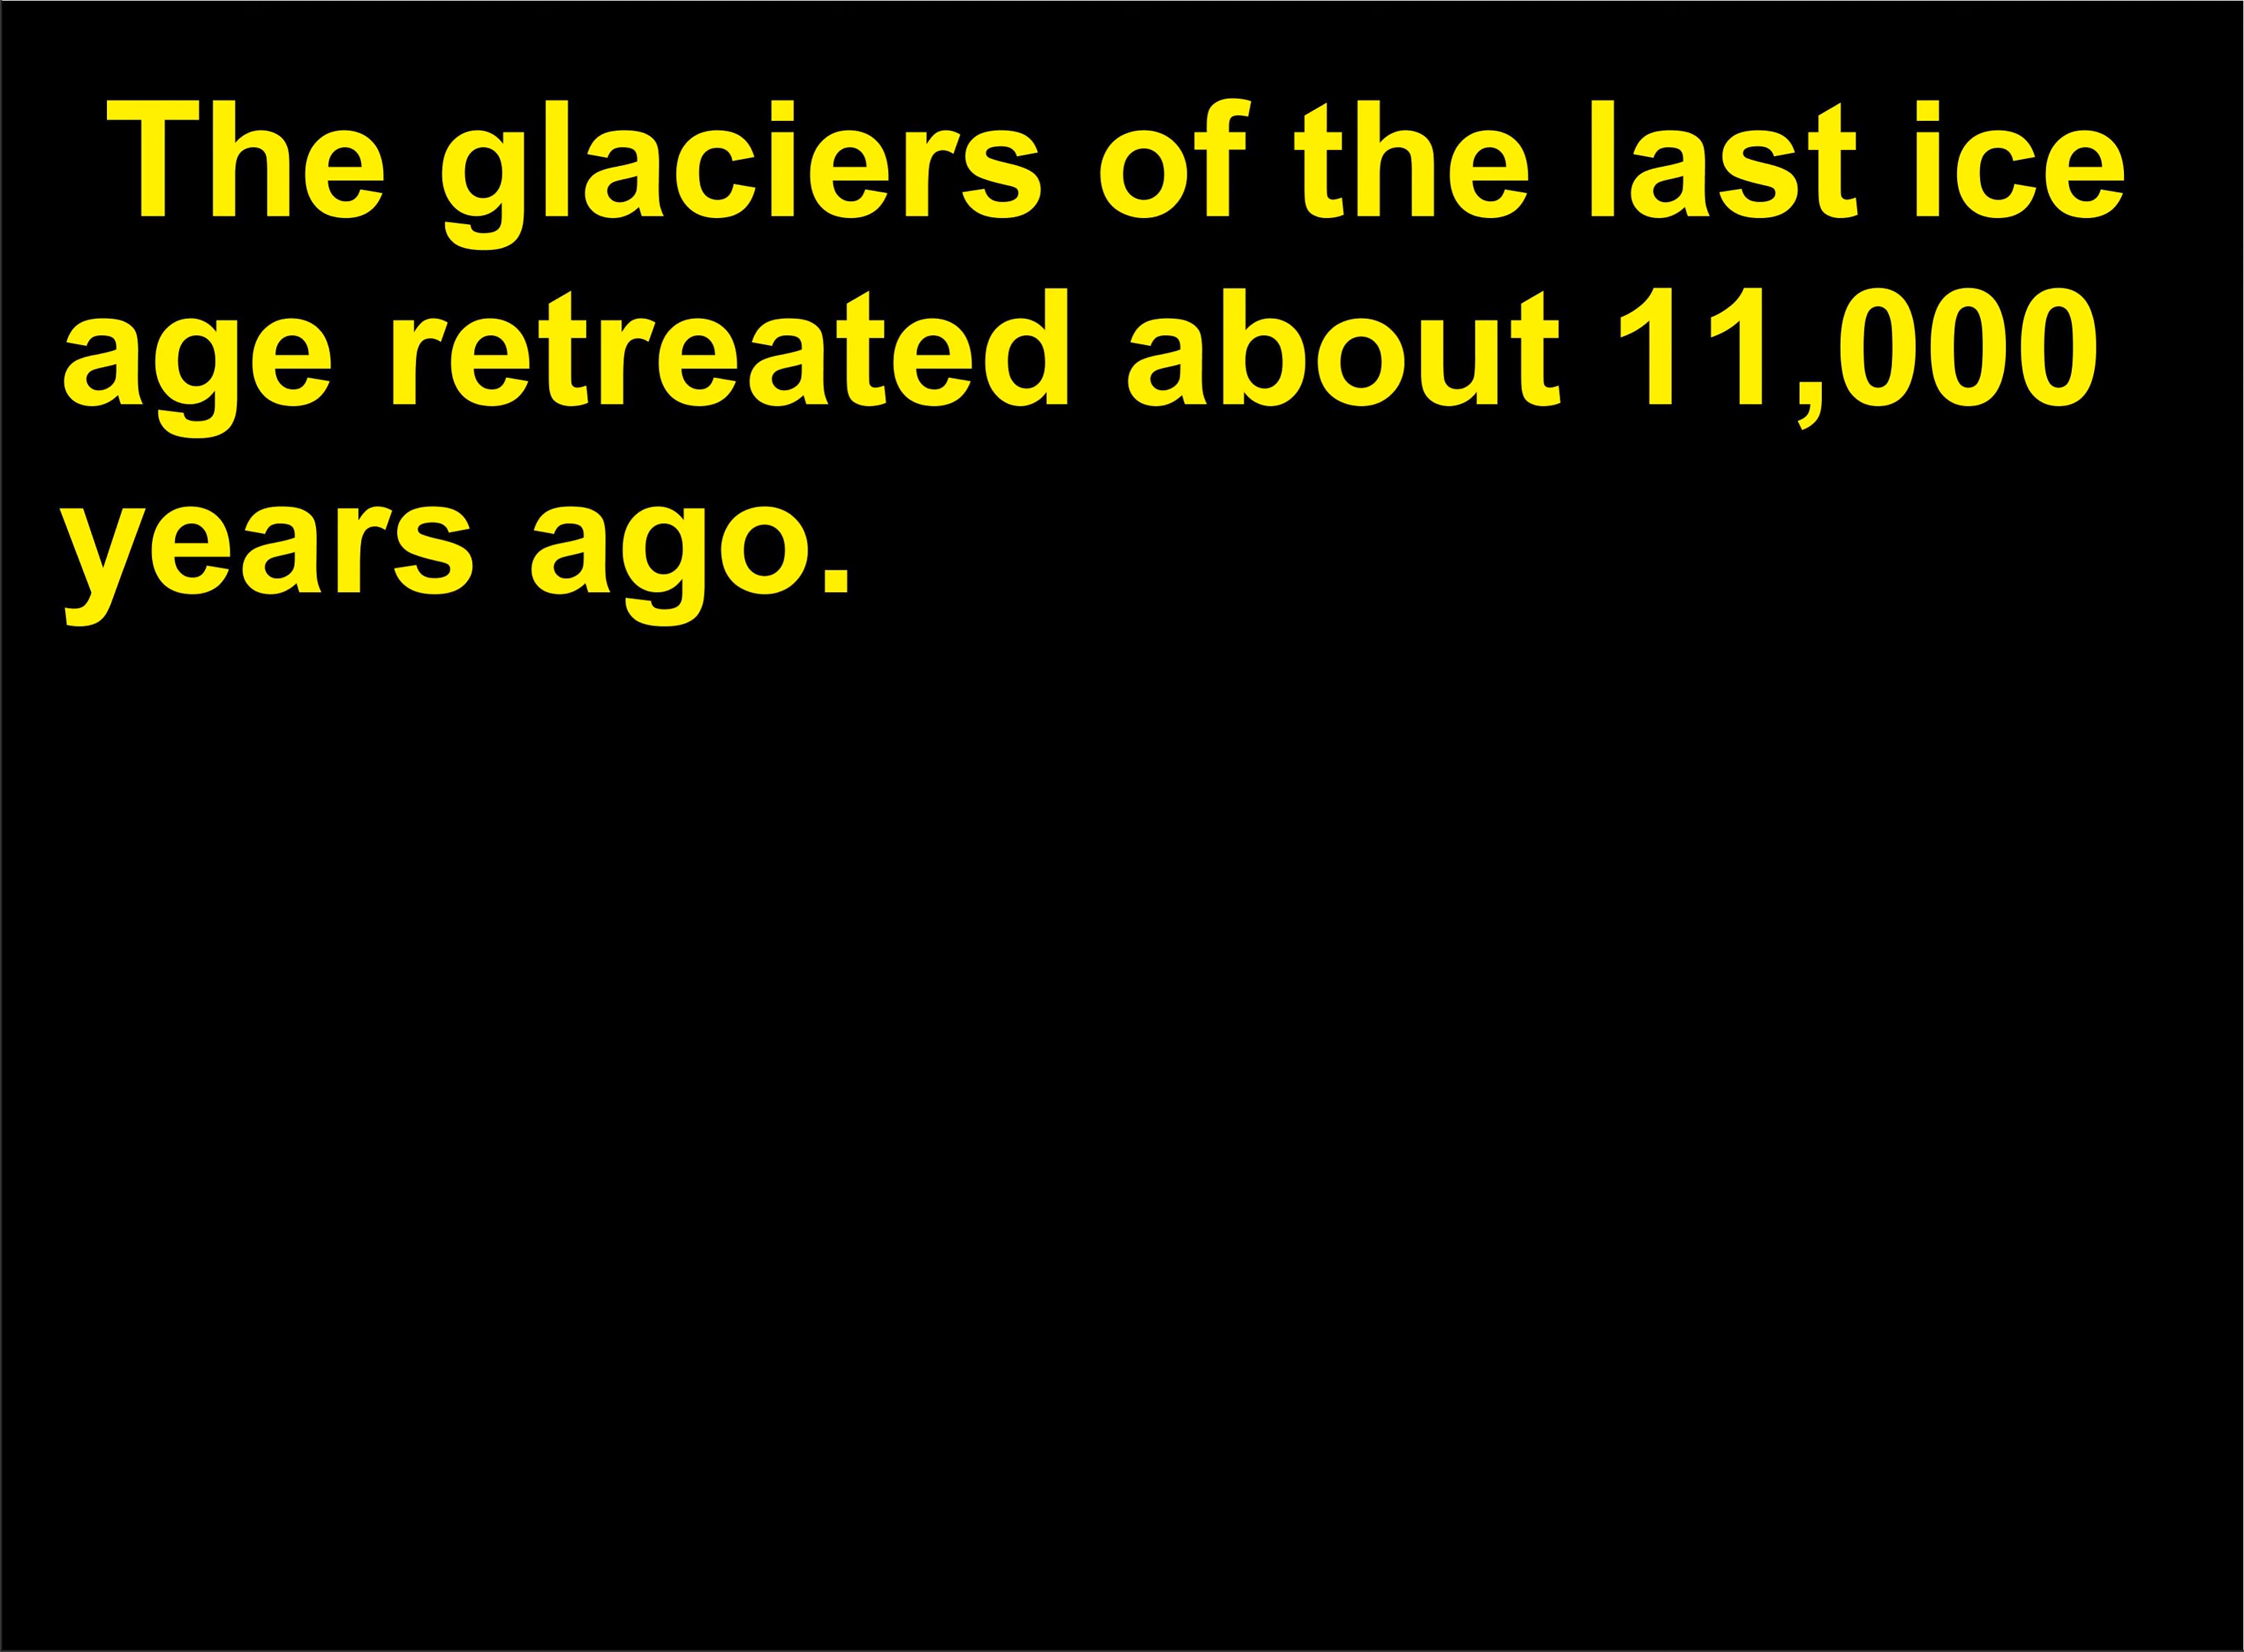 The glaciers of the last ice
age retreated about 11,000
years ago.